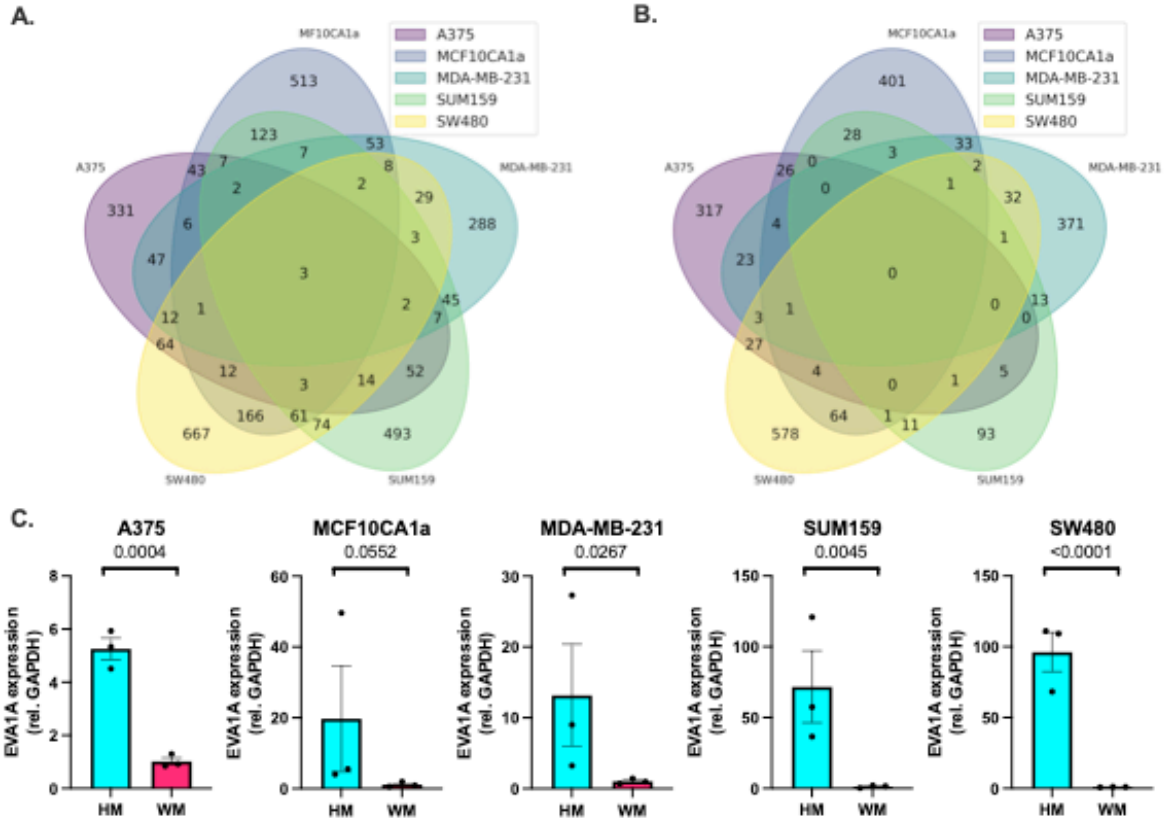 A.
MF10CA1a
A375
MCF10CA1a
MDA-MB-231
SUM159
SW480
513
123
7
53
8
7
43
A375
2
2
29
MDA-MB-231
331
6
3
288
47
3
1
2
45
7
12
64
12
3
14
52
166
61
74
667
493
SW480
SUM159
B.
MCF10CA1a
A375
MCF10CA1a
MDA-MB-231
SUM159
SW480
401
28
3
33
2
0
26
A375
0
1
32
MDA-MB-231
317
4
1
371
23
0
1
0
13
0
3
27
4
0
1
5
64
1
11
578
93
SW480
SUM159
C.
A375
0.0004
EVA1A expression
(rel. GAPDH)
8
6
4
2
0
HM WM
MCF10CA1a
0.0552
EVA1A expression
(rel. GAPDH)
60
40
20
0
HM WM
MDA-MB-231
0.0267
EVA1A expression
(rel. GAPDH)
30
20
10
0
HM WM
SUM159
0.0045
EVA1A expression
(rel. GAPDH)
150
100
50
0
HM WM
SW480
<0.0001
EVA1A expression
(rel. GAPDH)
150
100
50
0
HM WM